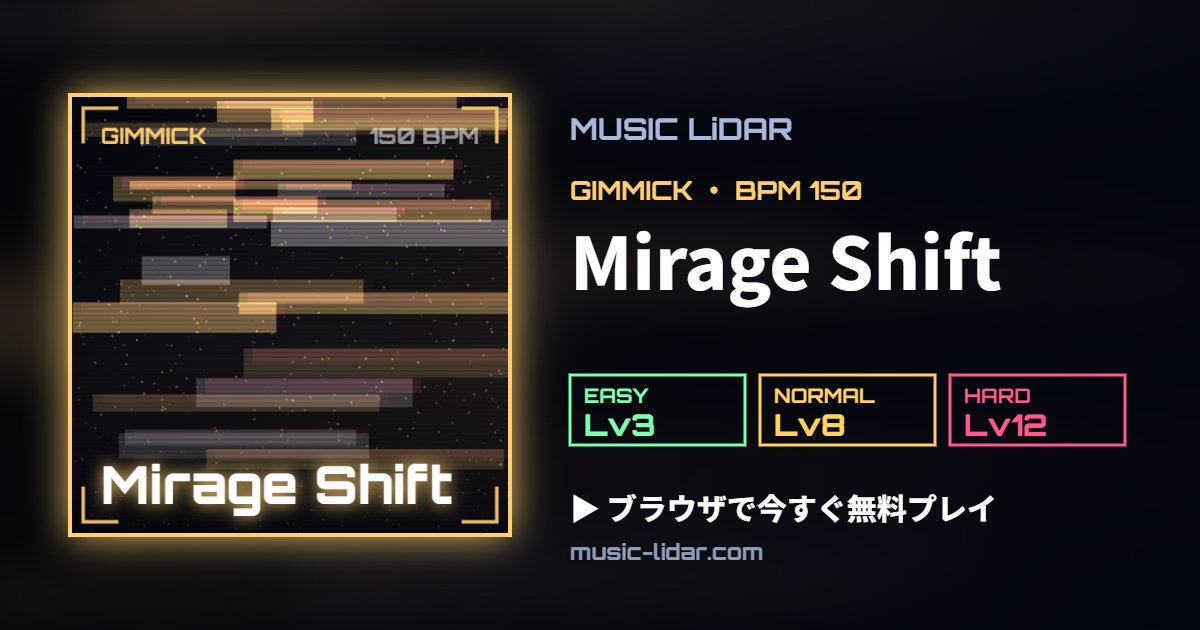 GIMMICK
150 BPM
Mirage Shift
MUSIC LiDAR
GIMMICK • BPM 150
Mirage Shift
EASY
Lv3
NORMAL
Lv8
HARD
Lv12
▶ ブラウザで今すぐ無料プレイ
music-lidar.com